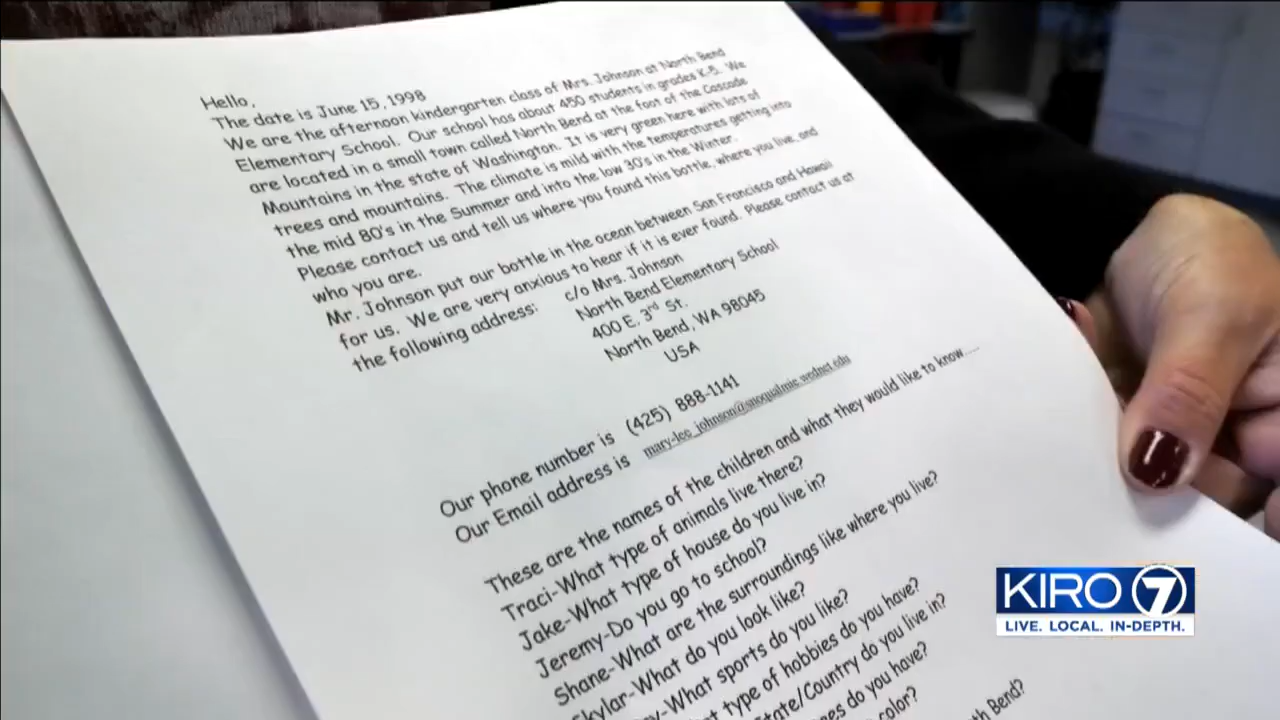 Hello,
The date is June 15, 1998
We are the afternoon kindergarten class of Mrs. Johnson at North Bend
Elementary School. Our school has about 450 students in grades K-5. We
are located in a small town called North Bend at the foot of the Cascade
Mountains in the state of Washington. It is very green here with lots of
trees and mountains. The climate is mild with the temperatures getting into
the mid 80's in the Summer and into the low 30's in the Winter.
Please contact us and tell us where you found this bottle, where you live, and
who you are.
Mr. Johnson put our bottle in the ocean between San Francisco and Hawaii
for us. We are very anxious to hear if it is ever found. Please contact us at
the following address:
c/o Mrs. Johnson
North Bend Elementary School
400 E. 3rd St.
North Bend, WA 98045
USA
Our phone number is (425) 888-1141
Our Email address is mary-lee_johnson@snoqualmie.wednet.edu
These are the names of the children and what they would like to know.....
Traci-What type of animals live there?
Jake-What type of house do you live in?
Jeremy-Do you go to school?
Shane-What are the surroundings like where you live?
Skylar-What do you look like?
-What sports do you like?
type of hobbies do you have?
State/Country do you live in?
do you have?
color?
Bend?
KIRO 7
LIVE. LOCAL. IN-DEPTH.